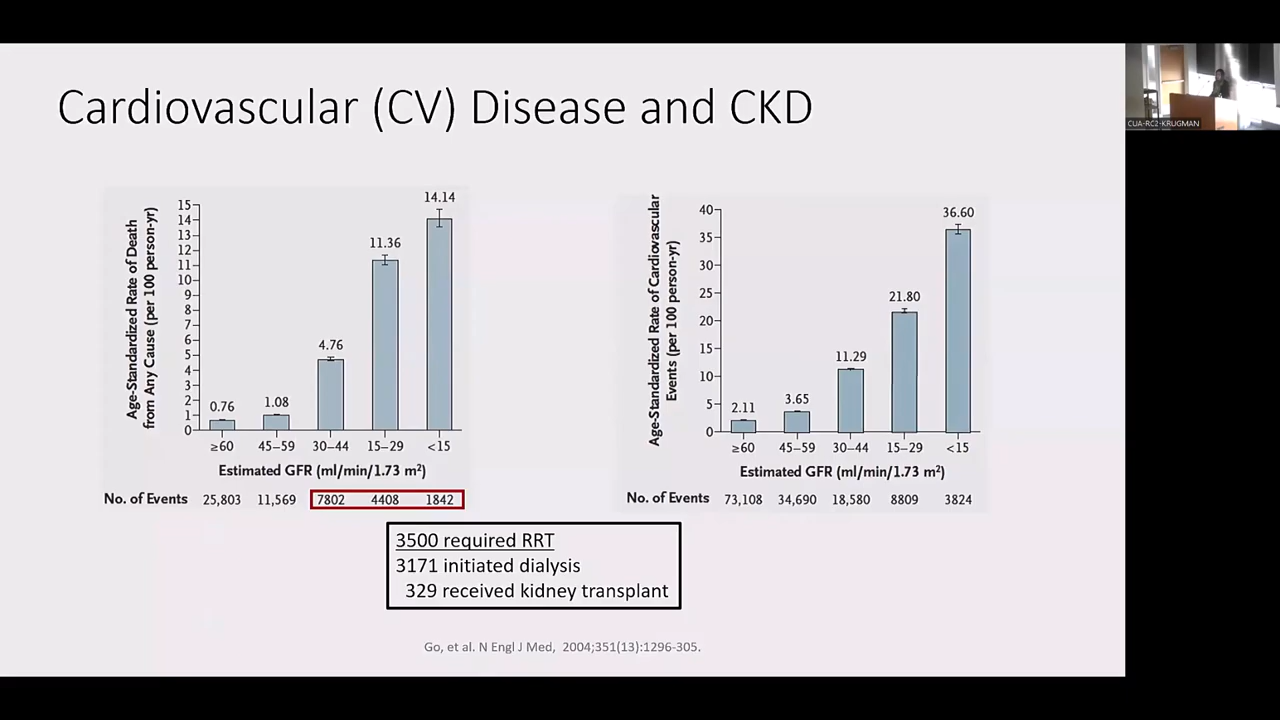 Cardiovascular (CV) Disease and CKD
CUA-RC2-KRUGMAN
Age-Standardized Rate of Death
from Any Cause (per 100 person-yr)
15
14
13
12
11
10
9
8
7
6
5
4
3
2
1
0
0.76
1.08
4.76
11.36
14.14
≥60 45–59 30–44 15–29 <15
Estimated GFR (ml/min/1.73 m²)
No. of Events 25,803 11,569 7802 4408 1842
Age-Standardized Rate of Cardiovascular
Events (per 100 person-yr)
40
35
30
25
20
15
10
5
0
2.11
3.65
11.29
21.80
36.60
≥60 45–59 30–44 15–29 <15
Estimated GFR (ml/min/1.73 m²)
No. of Events 73,108 34,690 18,580 8809 3824
3500 required RRT
3171 initiated dialysis
329 received kidney transplant
Go, et al. N Engl J Med, 2004;351(13):1296-305.